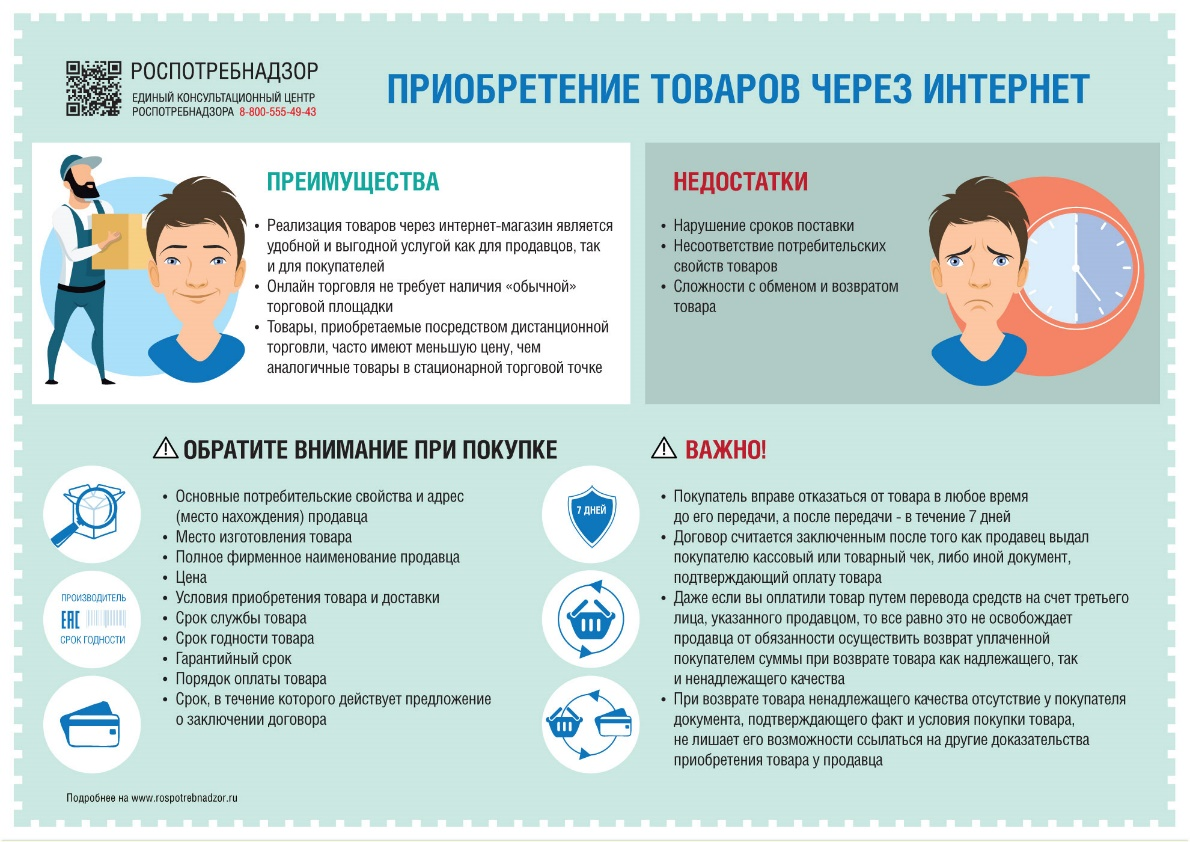 РОСПОТРЕБНАДЗОР
ЕДИНЫЙ КОНСУЛЬТАЦИОННЫЙ ЦЕНТР
РОСПОТРЕБНАДЗОРА 8-800-555-49-43
ПРИОБРЕТЕНИЕ ТОВАРОВ ЧЕРЕЗ ИНТЕРНЕТ
ПРЕИМУЩЕСТВА
• Реализация товаров через интернет-магазин является
удобной и выгодной услугой как для продавцов, так
и для покупателей
• Онлайн торговля не требует наличия «обычной»
торговой площадки
• Товары, приобретаемые посредством дистанционной
торговли, часто имеют меньшую цену, чем
аналогичные товары в стационарной торговой точке
НЕДОСТАТКИ
• Нарушение сроков поставки
• Несоответствие потребительских
свойств товаров
• Сложности с обменом и возвратом
товара
ОБРАТИТЕ ВНИМАНИЕ ПРИ ПОКУПКЕ
• Основные потребительские свойства и адрес
(место нахождения) продавца
• Место изготовления товара
• Полное фирменное наименование продавца
• Цена
• Условия приобретения товара и доставки
• Срок службы товара
• Срок годности товара
• Гарантийный срок
• Порядок оплаты товара
• Срок, в течение которого действует предложение
о заключении договора
ПРОИЗВОДИТЕЛЬ
ЕАС
СРОК ГОДНОСТИ
ВАЖНО!
7 ДНЕЙ
• Покупатель вправе отказаться от товара в любое время
до его передачи, а после передачи - в течение 7 дней
• Договор считается заключенным после того как продавец выдал
покупателю кассовый или товарный чек, либо иной документ,
подтверждающий оплату товара
• Даже если вы оплатили товар путем перевода средств на счет третьего
лица, указанного продавцом, то все равно это не освобождает
продавца от обязанности осуществить возврат уплаченной
покупателем суммы при возврате товара как надлежащего, так
и ненадлежащего качества
• При возврате товара ненадлежащего качества отсутствие у покупателя
документа, подтверждающего факт и условия покупки товара,
не лишает его возможности ссылаться на другие доказательства
приобретения товара у продавца
Подробнее на www.rospotrebnadzor.ru